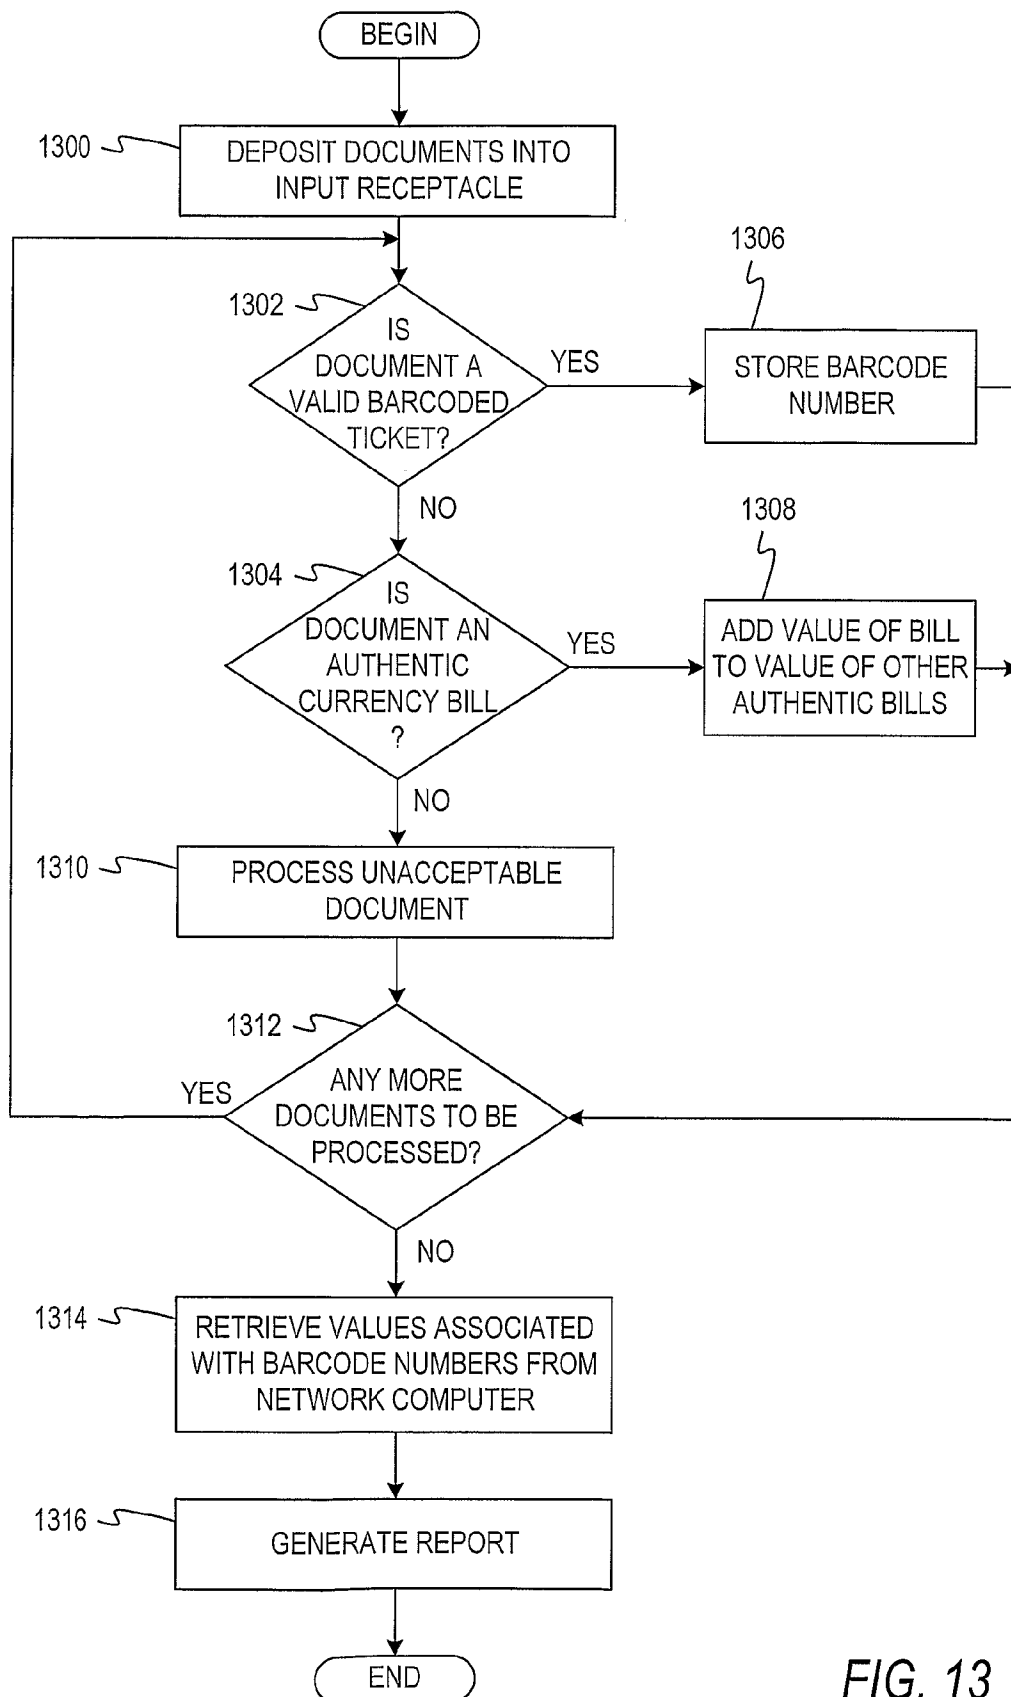 BEGIN
1300
DEPOSIT DOCUMENTS INTO
INPUT RECEPTACLE
1302
IS
DOCUMENT A
VALID BARCODED
TICKET?
YES
1306
STORE BARCODE
NUMBER
NO
1304
IS
DOCUMENT AN
AUTHENTIC
CURRENCY BILL
?
YES
1308
ADD VALUE OF BILL
TO VALUE OF OTHER
AUTHENTIC BILLS
NO
1310
PROCESS UNACCEPTABLE
DOCUMENT
1312
YES
ANY MORE
DOCUMENTS TO BE
PROCESSED?
NO
1314
RETRIEVE VALUES ASSOCIATED
WITH BARCODE NUMBERS FROM
NETWORK COMPUTER
1316
GENERATE REPORT
END
FIG. 13